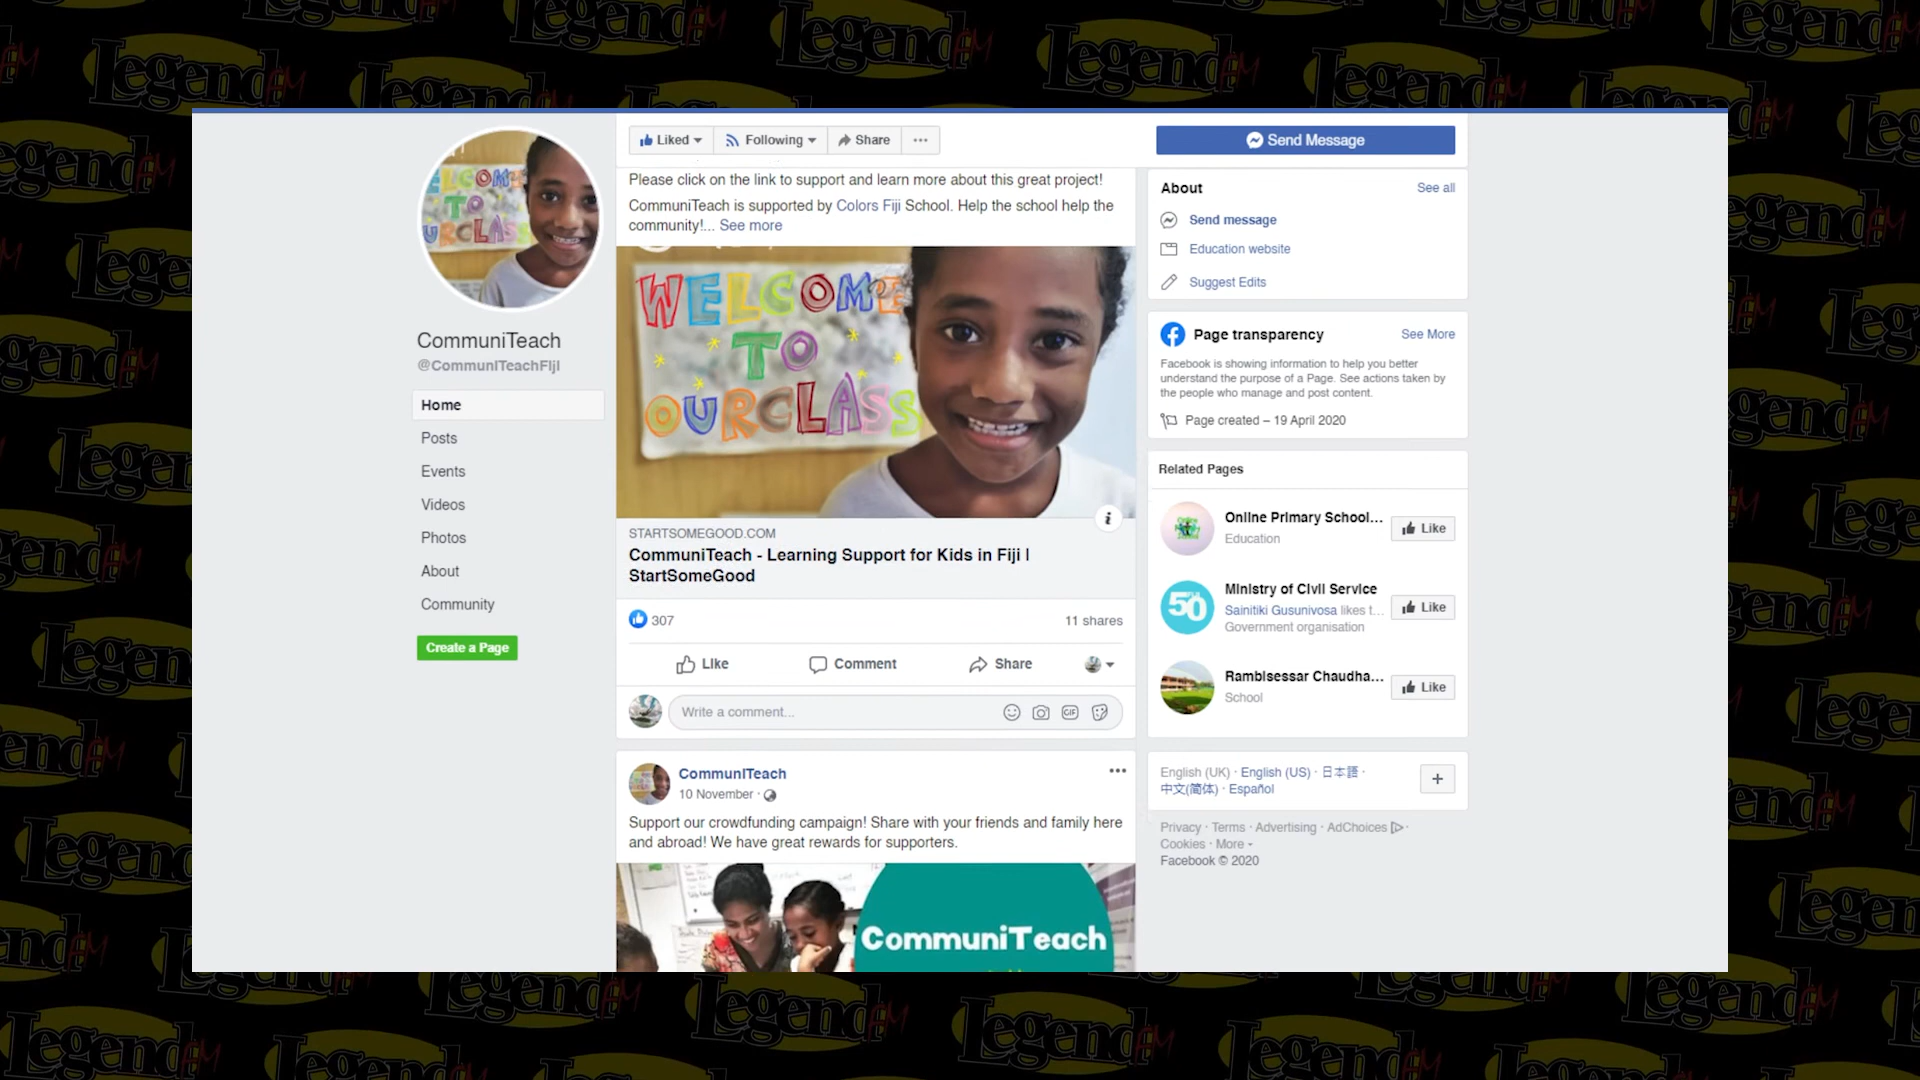 Legend FM
CommuniTeach
@CommuniTeachFiji
Home
Posts
Events
Videos
Photos
About
Community
Create a Page
Liked
Following
Share
Send Message
Please click on the link to support and learn more about this great project!
CommuniTeach is supported by Colors Fiji School. Help the school help the
community!... See more
WELCOME
TO
OURCLASS
STARTSOMEGOOD.COM
CommuniTeach - Learning Support for Kids in Fiji |
StartSomeGood
307
11 shares
Like
Comment
Share
Write a comment...
GIF
CommuniTeach
10 November ·
Support our crowdfunding campaign! Share with your friends and family here
and abroad! We have great rewards for supporters.
CommuniTeach
About
See all
Send message
Education website
Suggest Edits
Page transparency
See More
Facebook is showing information to help you better
understand the purpose of a Page. See actions taken by
the people who manage and post content.
Page created – 19 April 2020
Related Pages
Online Primary School...
Education
Like
50
Ministry of Civil Service
Sainitiki Gusunivosa likes t...
Government organisation
Like
Rambisessar Chaudha...
School
Like
English (UK) · English (US) · 日本語 ·
中文(简体) · Español
Privacy · Terms · Advertising · AdChoices ·
Cookies · More
Facebook © 2020